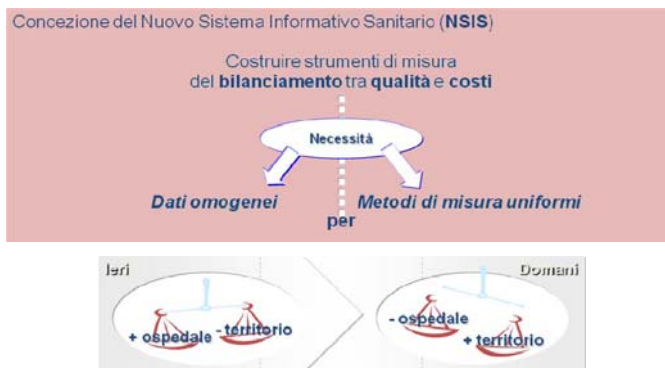 Concezione del Nuovo Sistema Informativo Sanitario (NSIS)
Costruire strumenti di misura
del bilanciamento tra qualità e costi
Necessità
Dati omogenei
Metodi di misura uniformi
per
Ieri
Domani
+ ospedale
- territorio
- ospedale
+ territorio